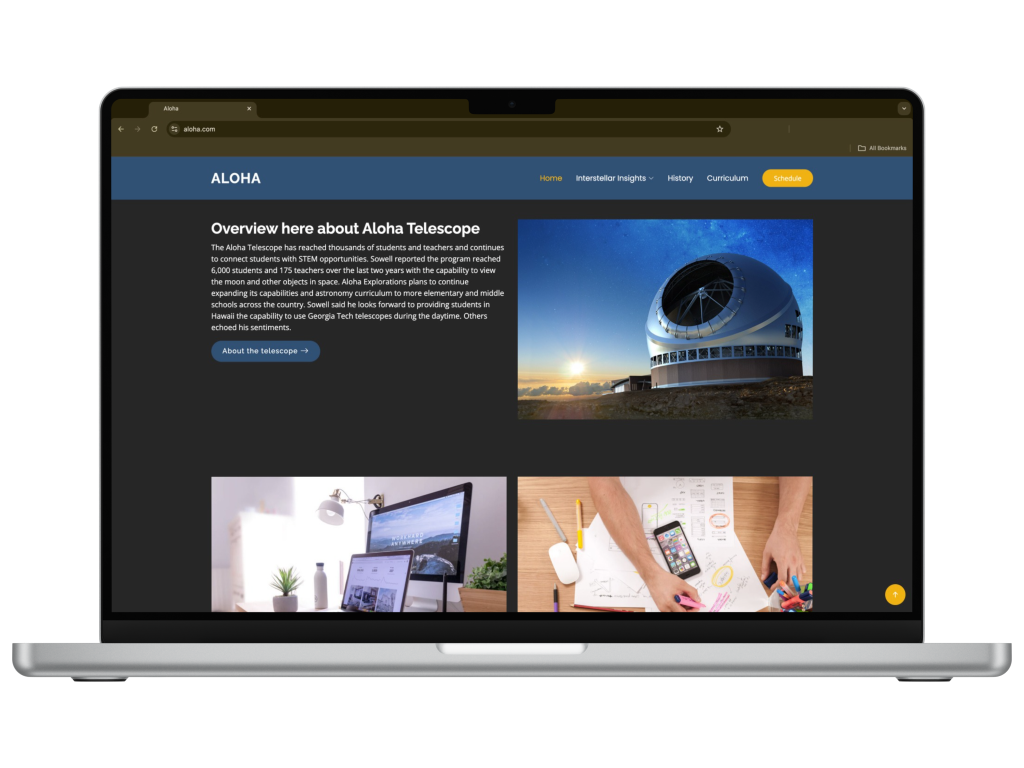 Aloha
aloha.com
All Bookmarks
ALOHA
Home Interstellar Insights History Curriculum Schedule
Overview here about Aloha Telescope
The Aloha Telescope has reached thousands of students and teachers and continues
to connect students with STEM opportunities. Sowell reported the program reached
6,000 students and 175 teachers over the last two years with the capability to view
the moon and other objects in space. Aloha Explorations plans to continue
expanding its capabilities and astronomy curriculum to more elementary and middle
schools across the country. Sowell said he looks forward to providing students in
Hawaii the capability to use Georgia Tech telescopes during the daytime. Others
echoed his sentiments.
About the telescope →
WORKHARD
ANYWHERE